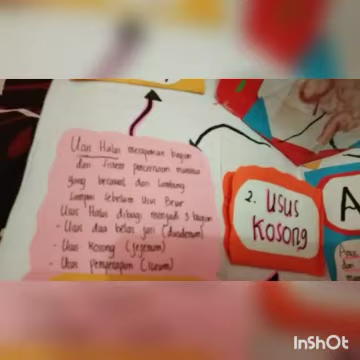 Usus Halus merupakan bagian
dari sistem pencernaan manusia
yang berawal dari lambung
sampai sebelum Usus Besar
Usus Halus dibagi menjadi 3 bagian
- Usus dua belas jari (duodenum)
- Usus Kosong (jejenum)
- Usus Penyerapan (ileum)
2. Usus
Kosong
A
InShOt